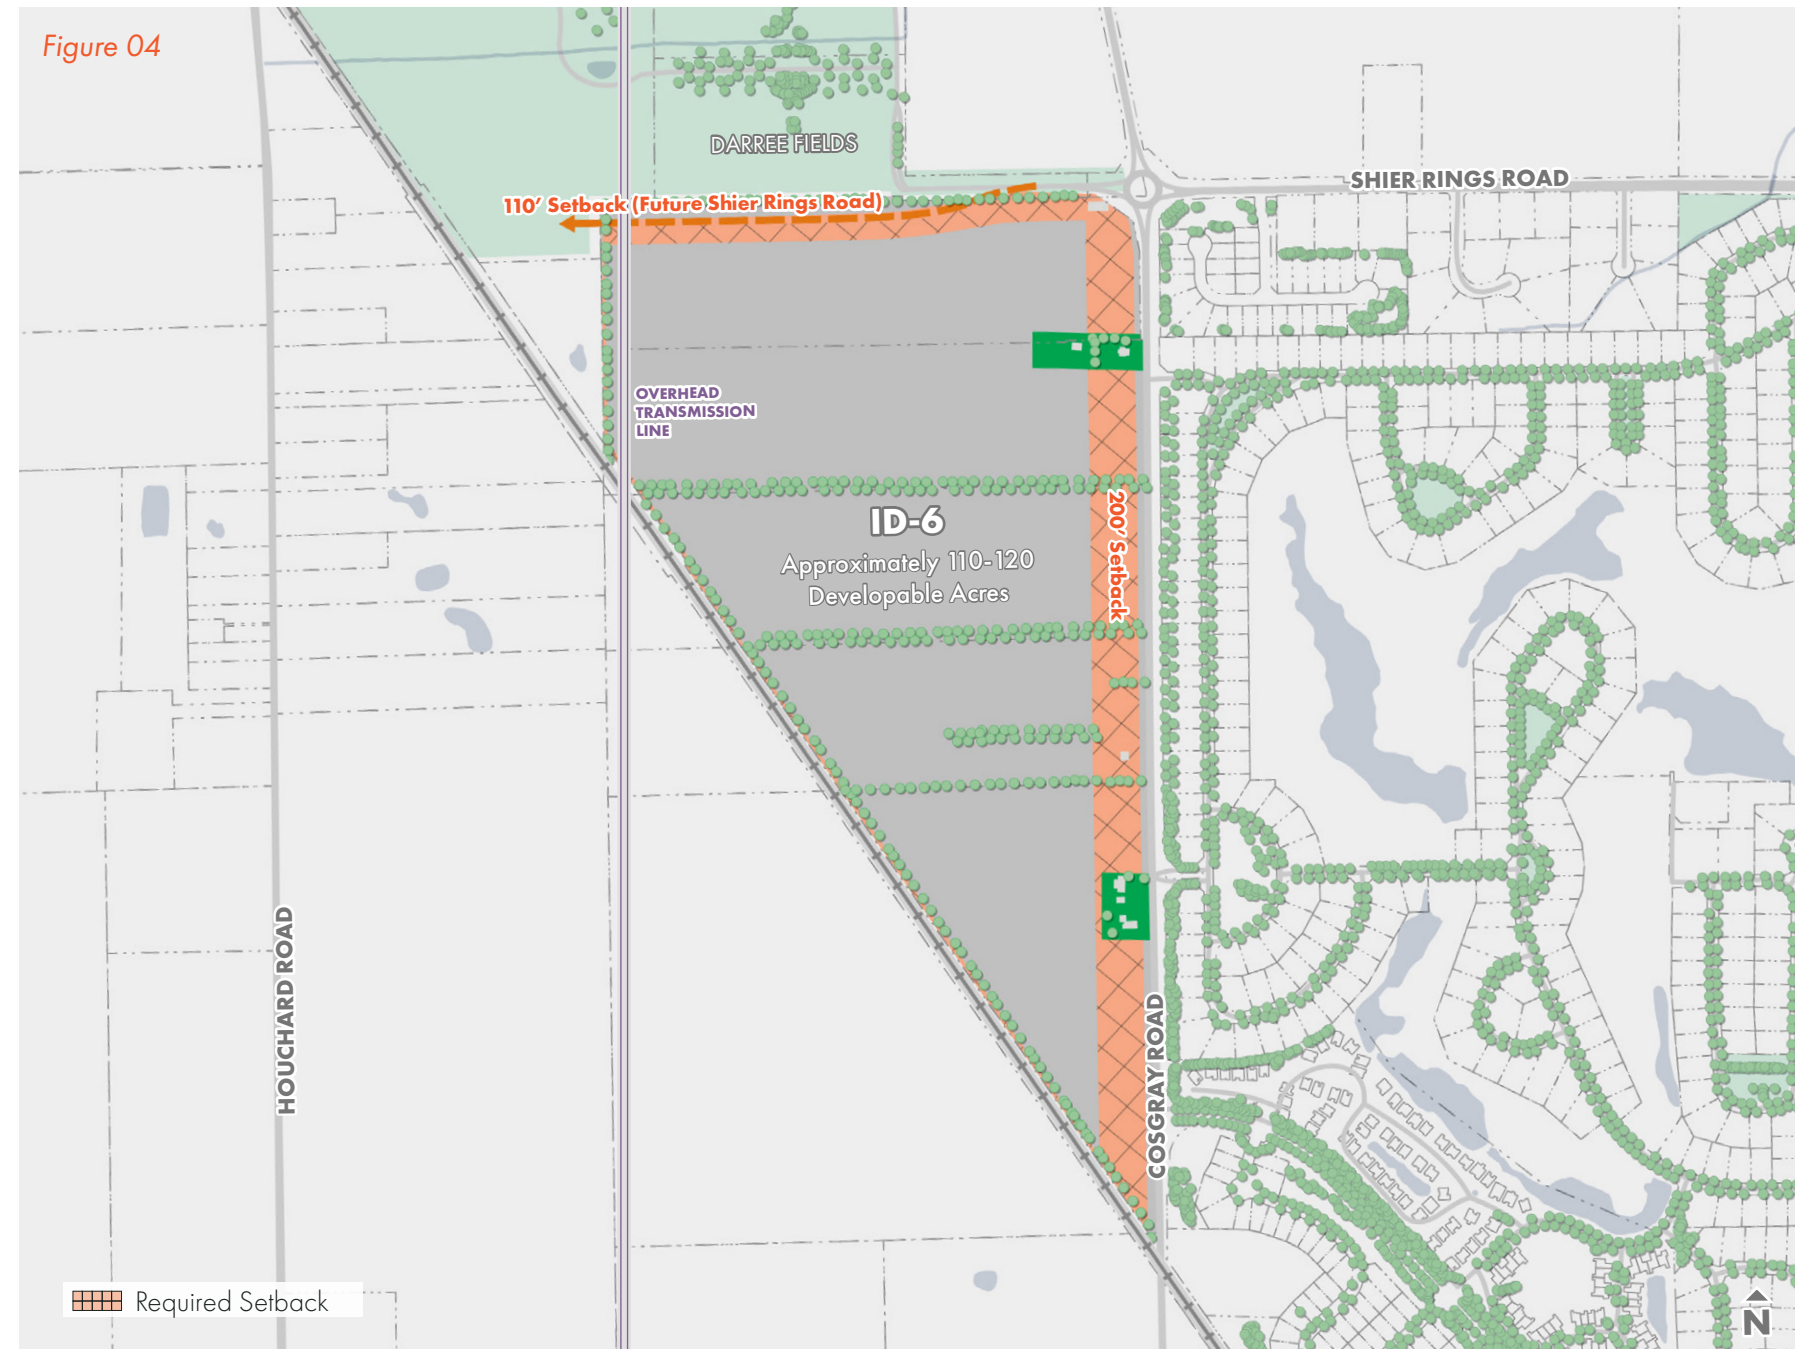 Figure 04
DARREE FIELDS
SHIER RINGS ROAD
110′ Setback (Future Shier Rings Road)
OVERHEAD
TRANSMISSION
LINE
200′ Setback
ID-6
Approximately 110-120
Developable Acres
HOUCHARD ROAD
COSGRAY ROAD
Required Setback
N